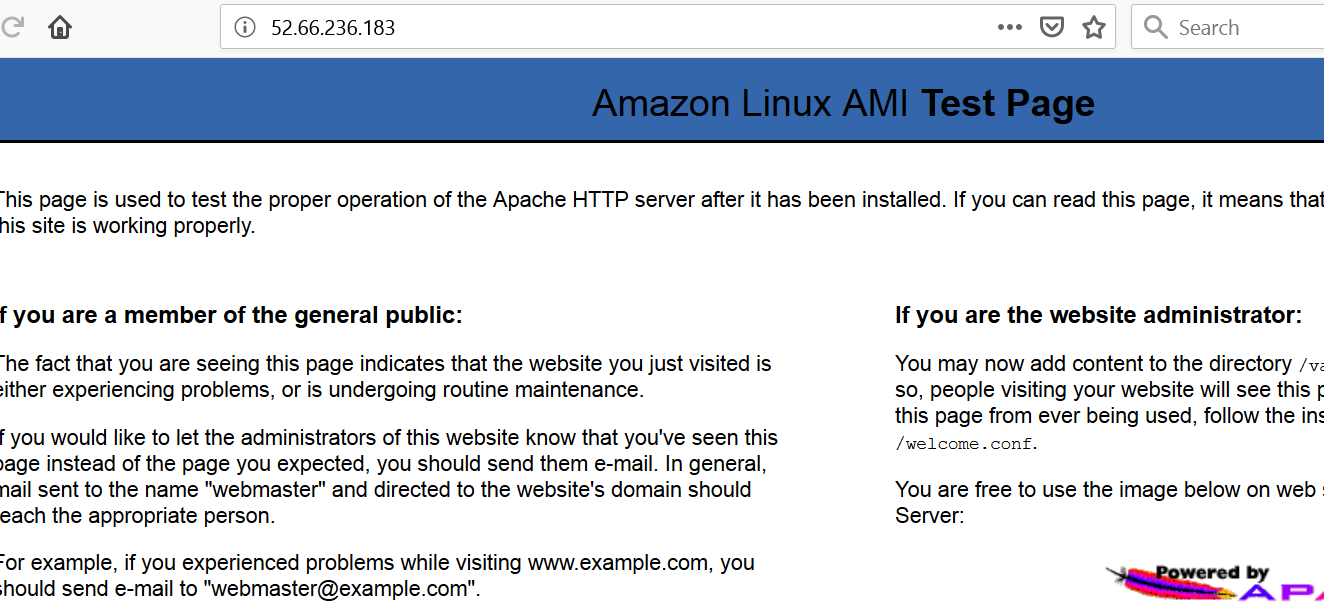 52.66.236.183
Search
Amazon Linux AMI Test Page
This page is used to test the proper operation of the Apache HTTP server after it has been installed. If you can read this page, it means that
this site is working properly.
If you are a member of the general public:
The fact that you are seeing this page indicates that the website you just visited is
either experiencing problems, or is undergoing routine maintenance.
If you would like to let the administrators of this website know that you've seen this
page instead of the page you expected, you should send them e-mail. In general,
mail sent to the name "webmaster" and directed to the website's domain should
reach the appropriate person.
For example, if you experienced problems while visiting www.example.com, you
should send e-mail to "webmaster@example.com".
If you are the website administrator:
You may now add content to the directory
so, people visiting your website will see this
this page from ever being used, follow the
/welcome.conf.
You are free to use the image below on web
Server:
Powered by